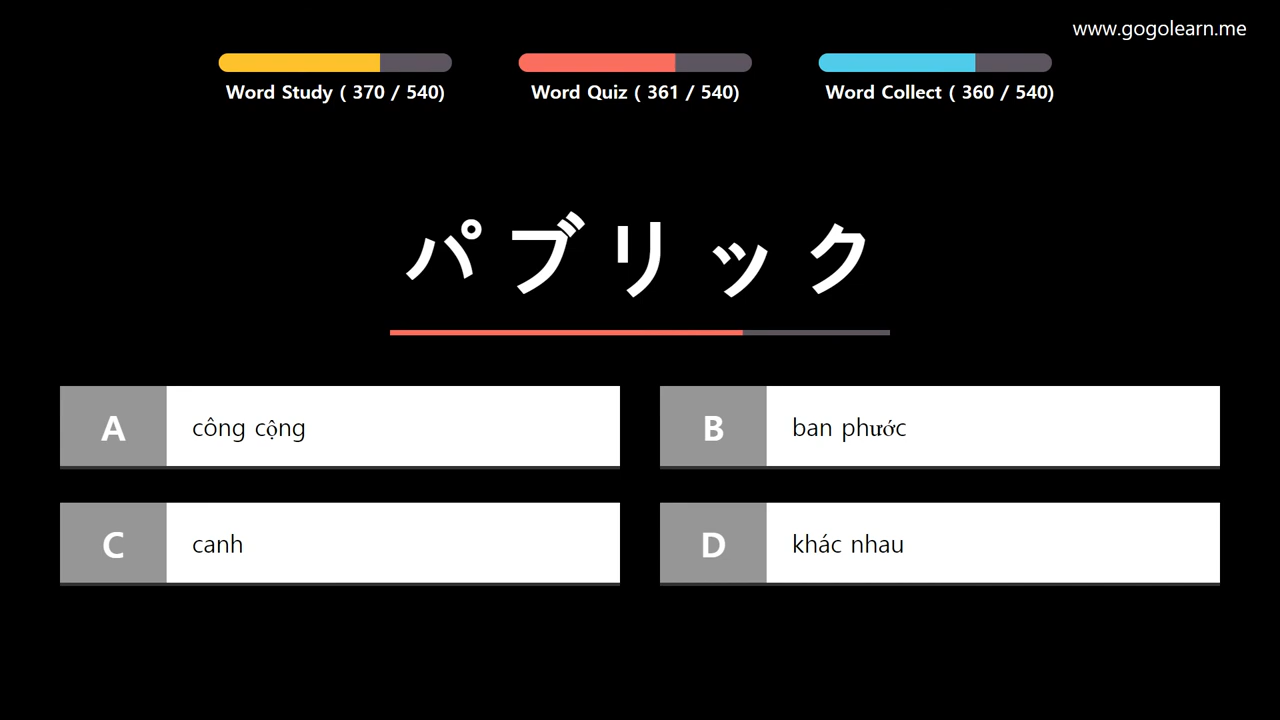 www.gogolearn.me
Word Study ( 370 / 540)
Word Quiz ( 361 / 540)
Word Collect ( 360 / 540)
パブリック
A
công cộng
B
ban phước
C
canh
D
khác nhau